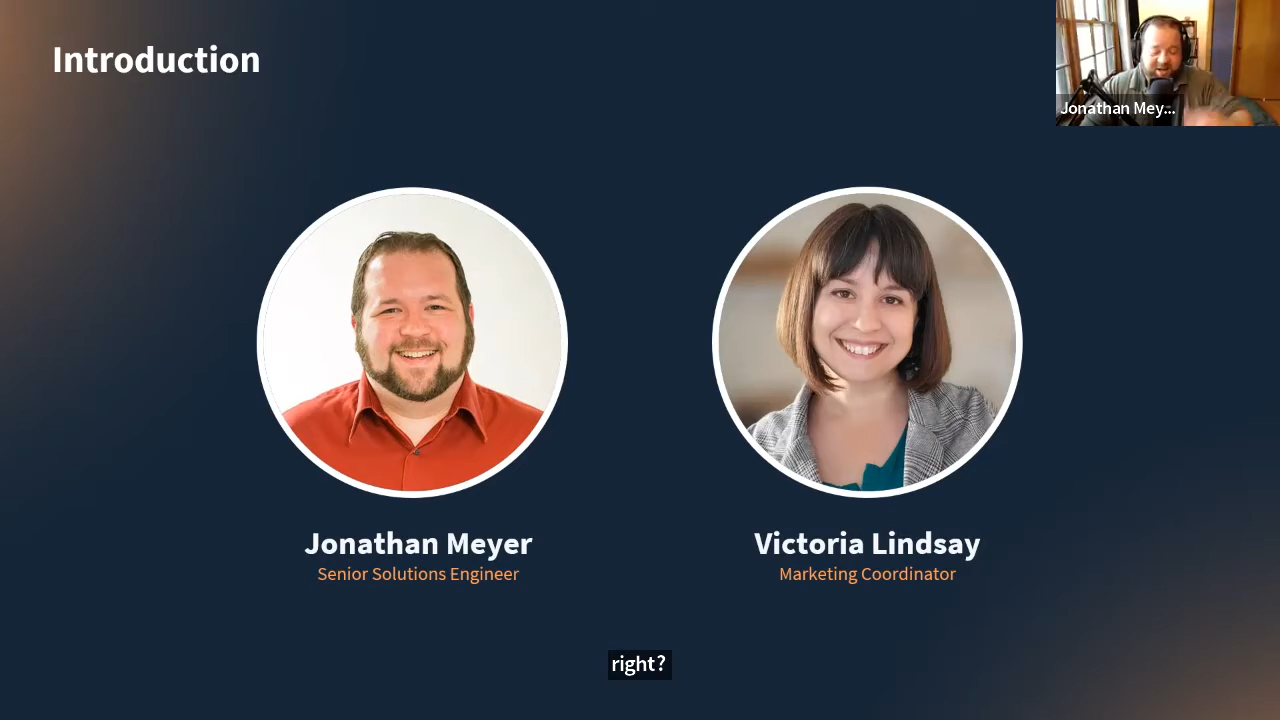 Introduction
Jonathan Mey...
Jonathan Meyer
Senior Solutions Engineer
Victoria Lindsay
Marketing Coordinator
right?